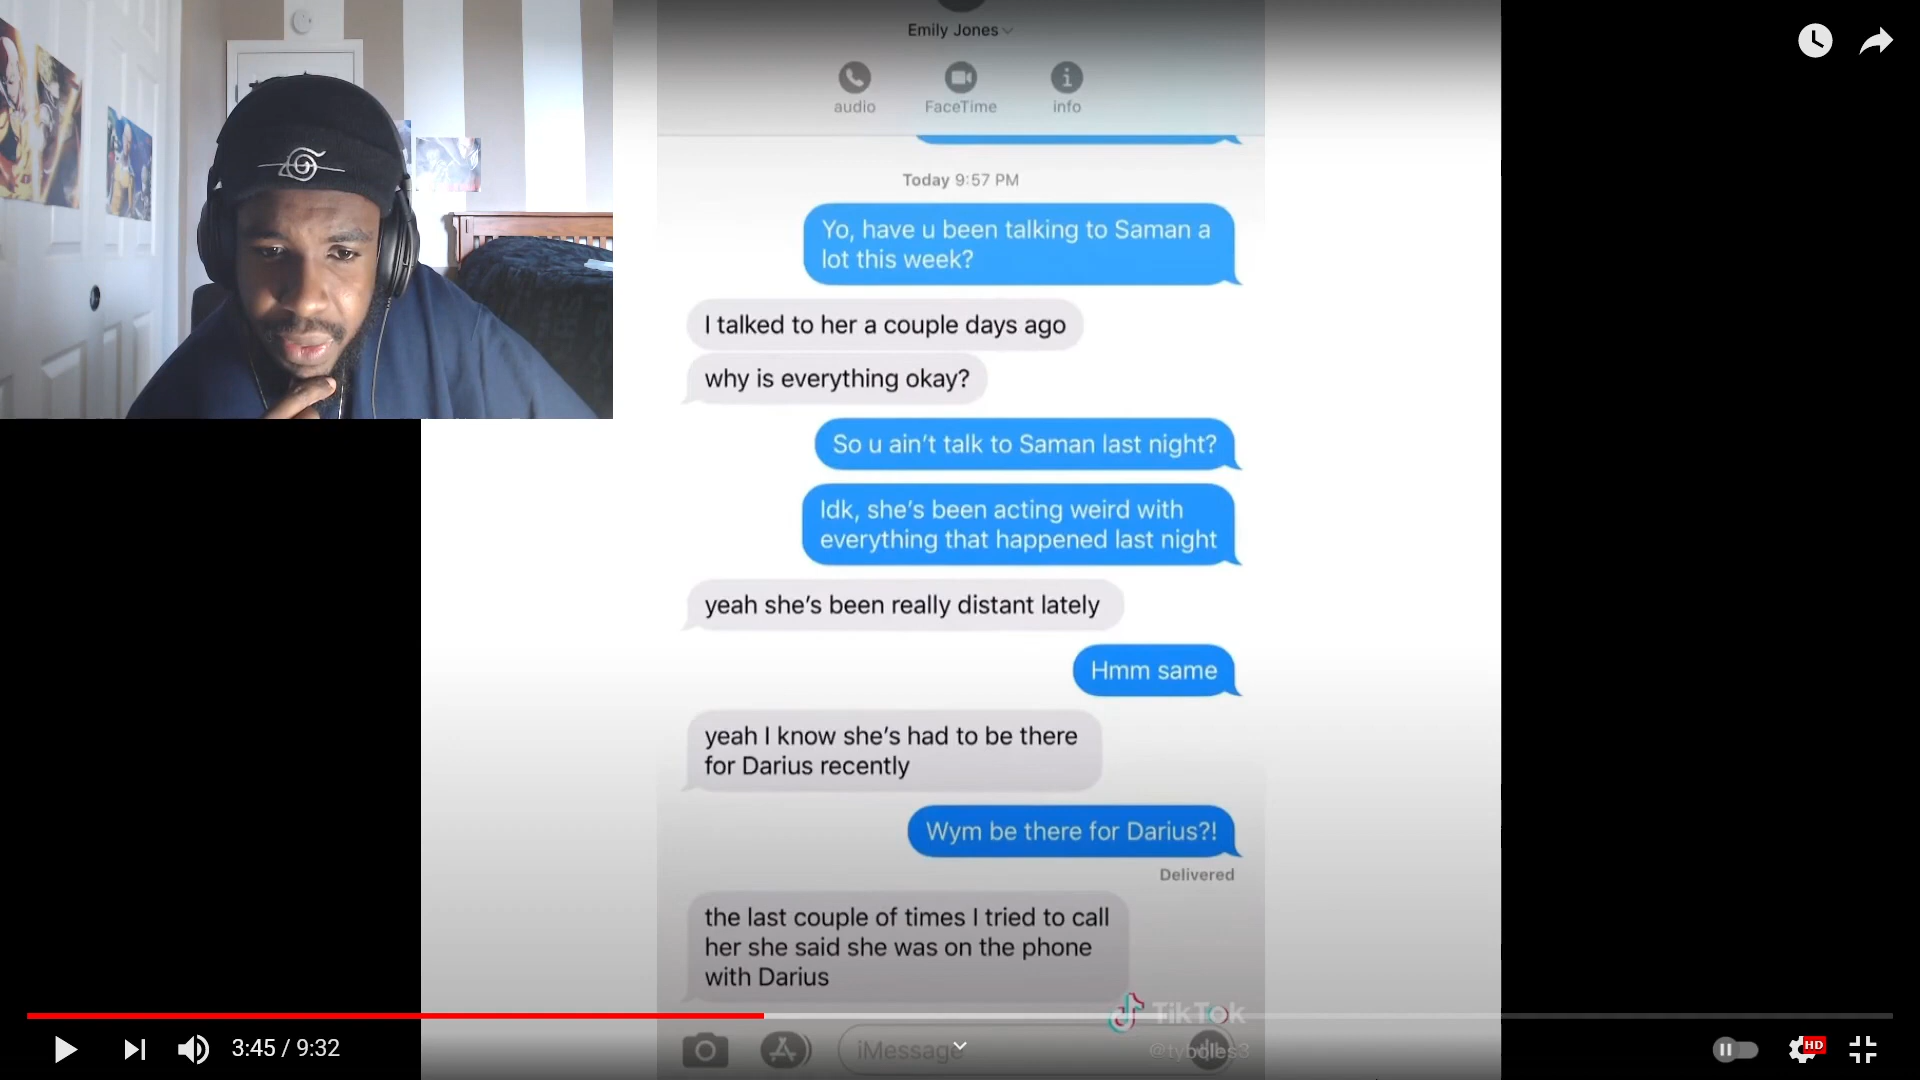 Emily Jones
audio
FaceTime
info
Today 9:57 PM
Yo, have u been talking to Saman a
lot this week?
I talked to her a couple days ago
why is everything okay?
So u ain't talk to Saman last night?
Idk, she's been acting weird with
everything that happened last night
yeah she's been really distant lately
Hmm same
yeah I know she's had to be there
for Darius recently
Wym be there for Darius?!
Delivered
the last couple of times I tried to call
her she said she was on the phone
with Darius
TikTok
iMessage
3:45 / 9:32
HD